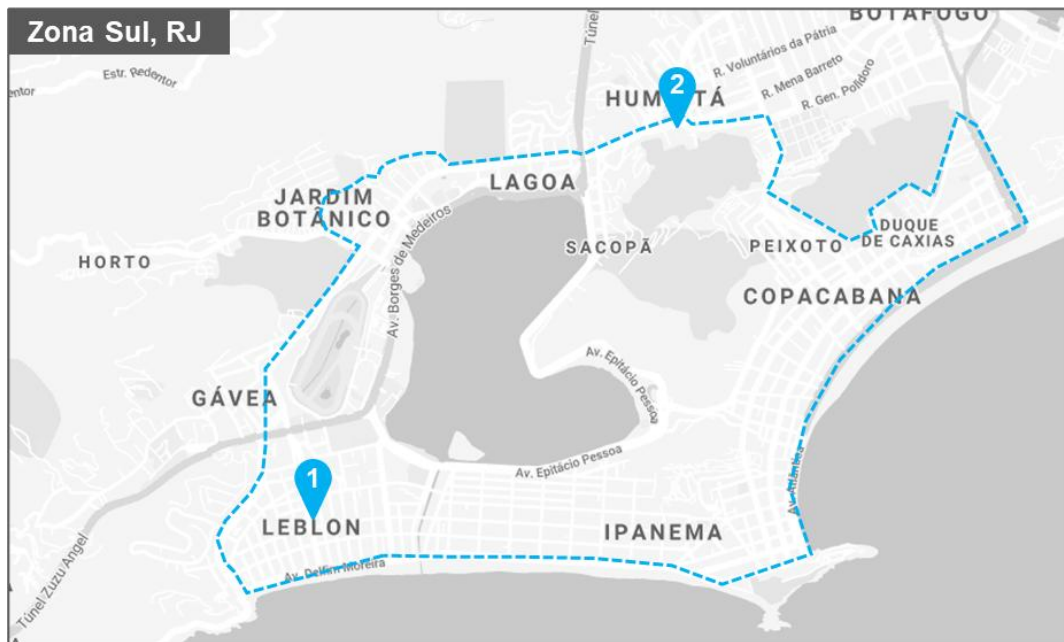 Zona Sul, RJ
BOTAFOGO
Túnel
R. Voluntários da Pátria
Estr. Redentor
R. Mena Barreto
R. Gen. Polidoro
2
LAGOA
JARDIM
BOTÂNICO
Av. Borges de Medeiros
DUQUE
DE CAXIAS
PEIXOTO
SACOPÃ
HORTO
COPACABANA
Av. Epitácio Pessoa
GÁVEA
Av. Epitácio Pessoa
Av. Atlântica
1
LEBLON
IPANEMA
Av. Delfim Moreira
Túnel Zuzu Angel